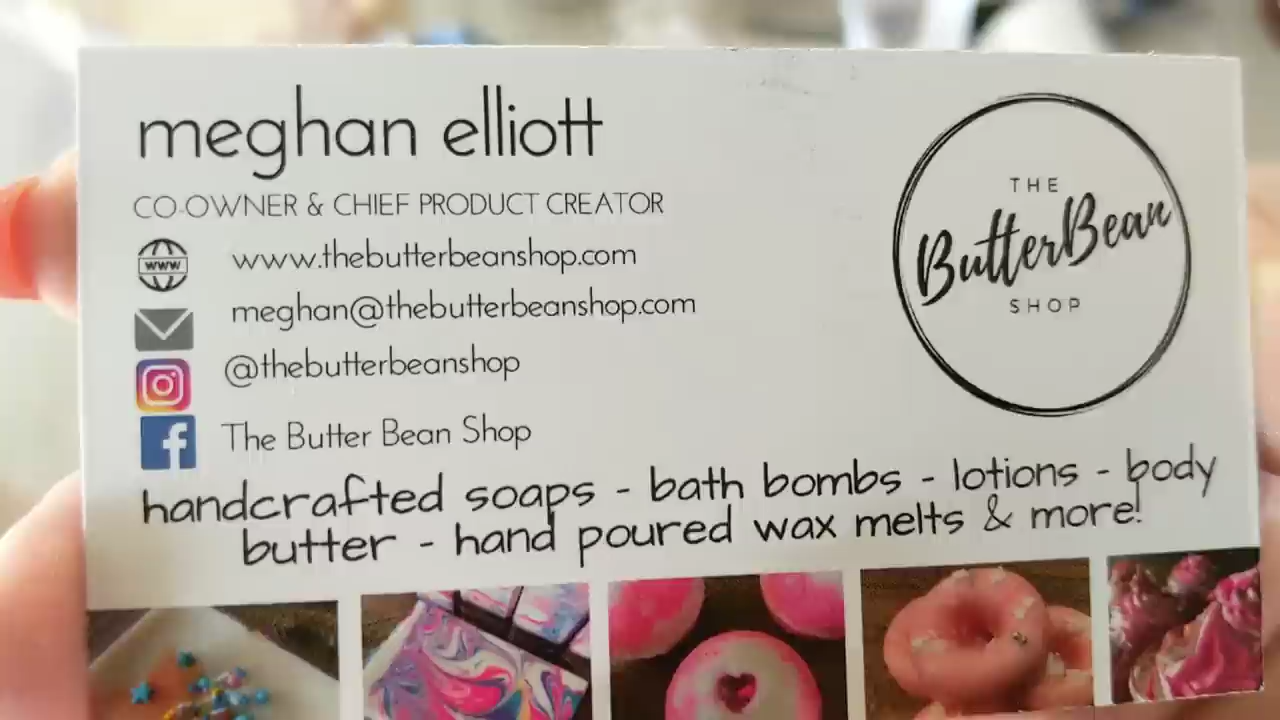 meghan elliott
CO-OWNER & CHIEF PRODUCT CREATOR
www
www.thebutterbeanshop.com
meghan@thebutterbeanshop.com
@thebutterbeanshop
f
The Butter Bean Shop
THE
ButterBean
SHOP
handcrafted soaps - bath bombs - lotions - body
butter - hand poured wax melts & more!